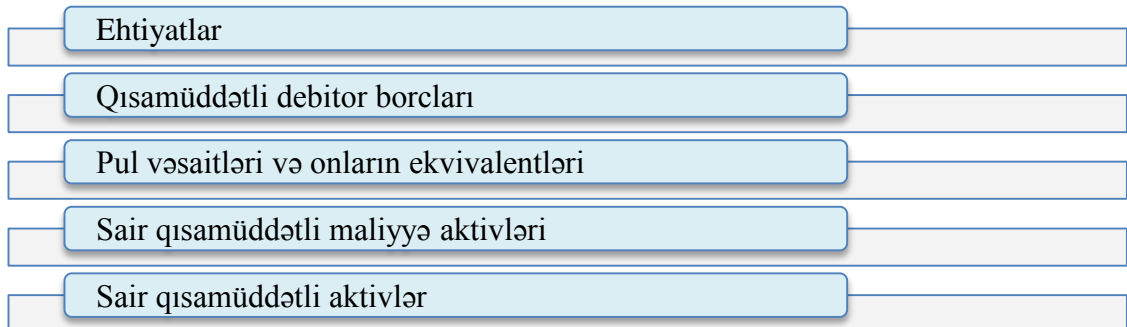 Ehtiyatlar
Qısamüddətli debitor borcları
Pul vəsaitləri və onların ekvivalentləri
Sair qısamüddətli maliyyə aktivləri
Sair qısamüddətli aktivlər